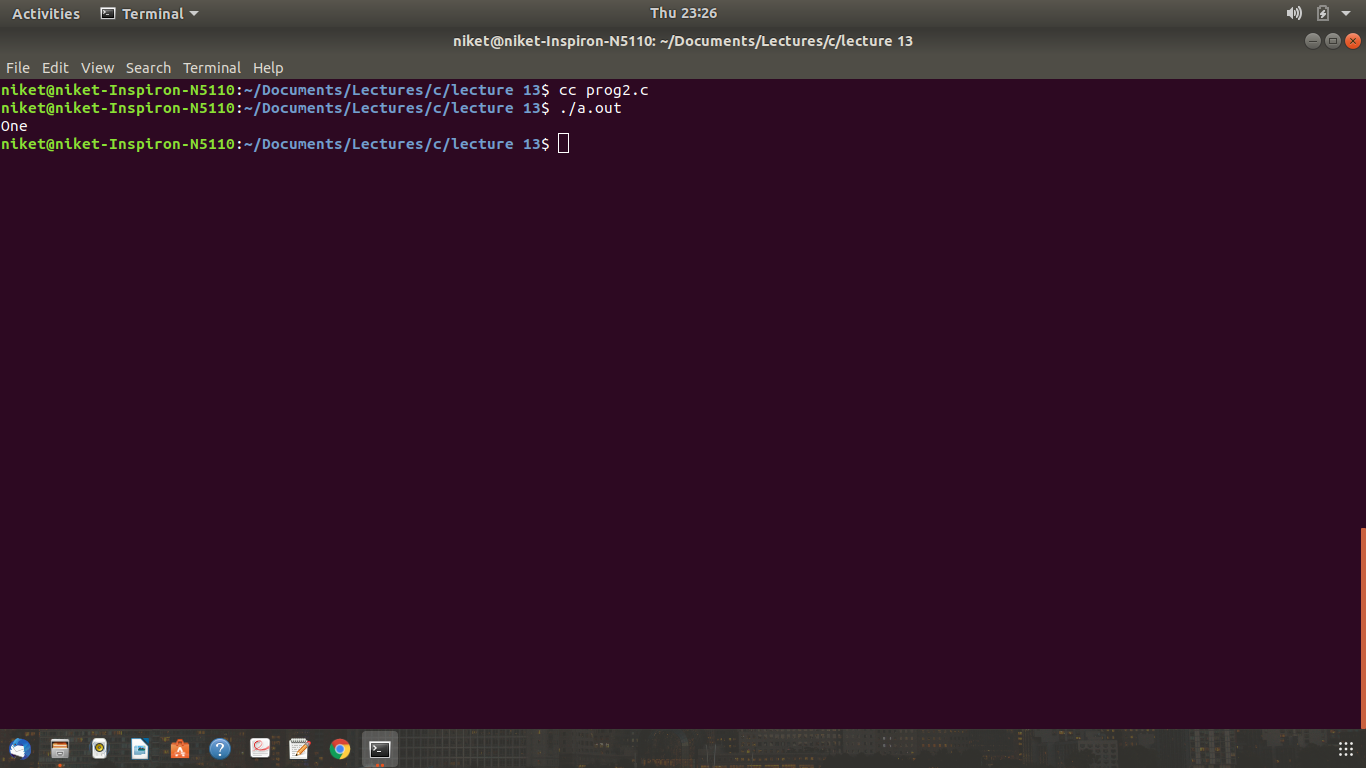 Activities Terminal Thu 23:26
niket@niket-Inspiron-N5110: ~/Documents/Lectures/c/lecture 13
File Edit View Search Terminal Help
niket@niket-Inspiron-N5110:~/Documents/Lectures/c/lecture 13$ cc prog2.c
niket@niket-Inspiron-N5110:~/Documents/Lectures/c/lecture 13$ ./a.out
One
niket@niket-Inspiron-N5110:~/Documents/Lectures/c/lecture 13$